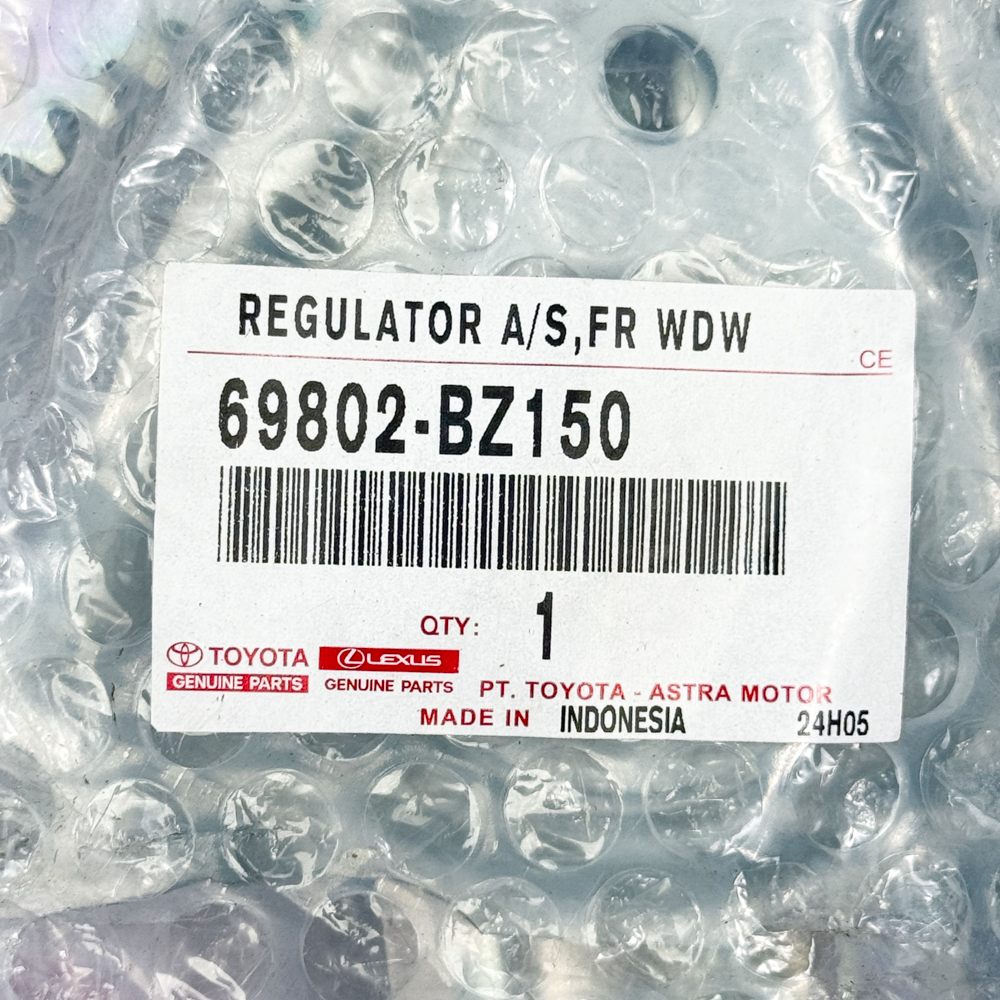 REGULATOR A/S,FR WDW
CE
69802-BZ150
QTY: 1
TOYOTA LEXUS
GENUINE PARTS GENUINE PARTS PT. TOYOTA - ASTRA MOTOR
MADE IN INDONESIA 24H05